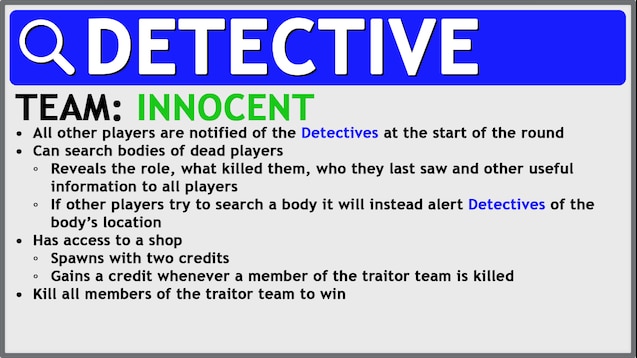 DETECTIVE
TEAM: INNOCENT
• All other players are notified of the Detectives at the start of the round
• Can search bodies of dead players
◦ Reveals the role, what killed them, who they last saw and other useful
information to all players
◦ If other players try to search a body it will instead alert Detectives of the
body's location
• Has access to a shop
◦ Spawns with two credits
◦ Gains a credit whenever a member of the traitor team is killed
• Kill all members of the traitor team to win